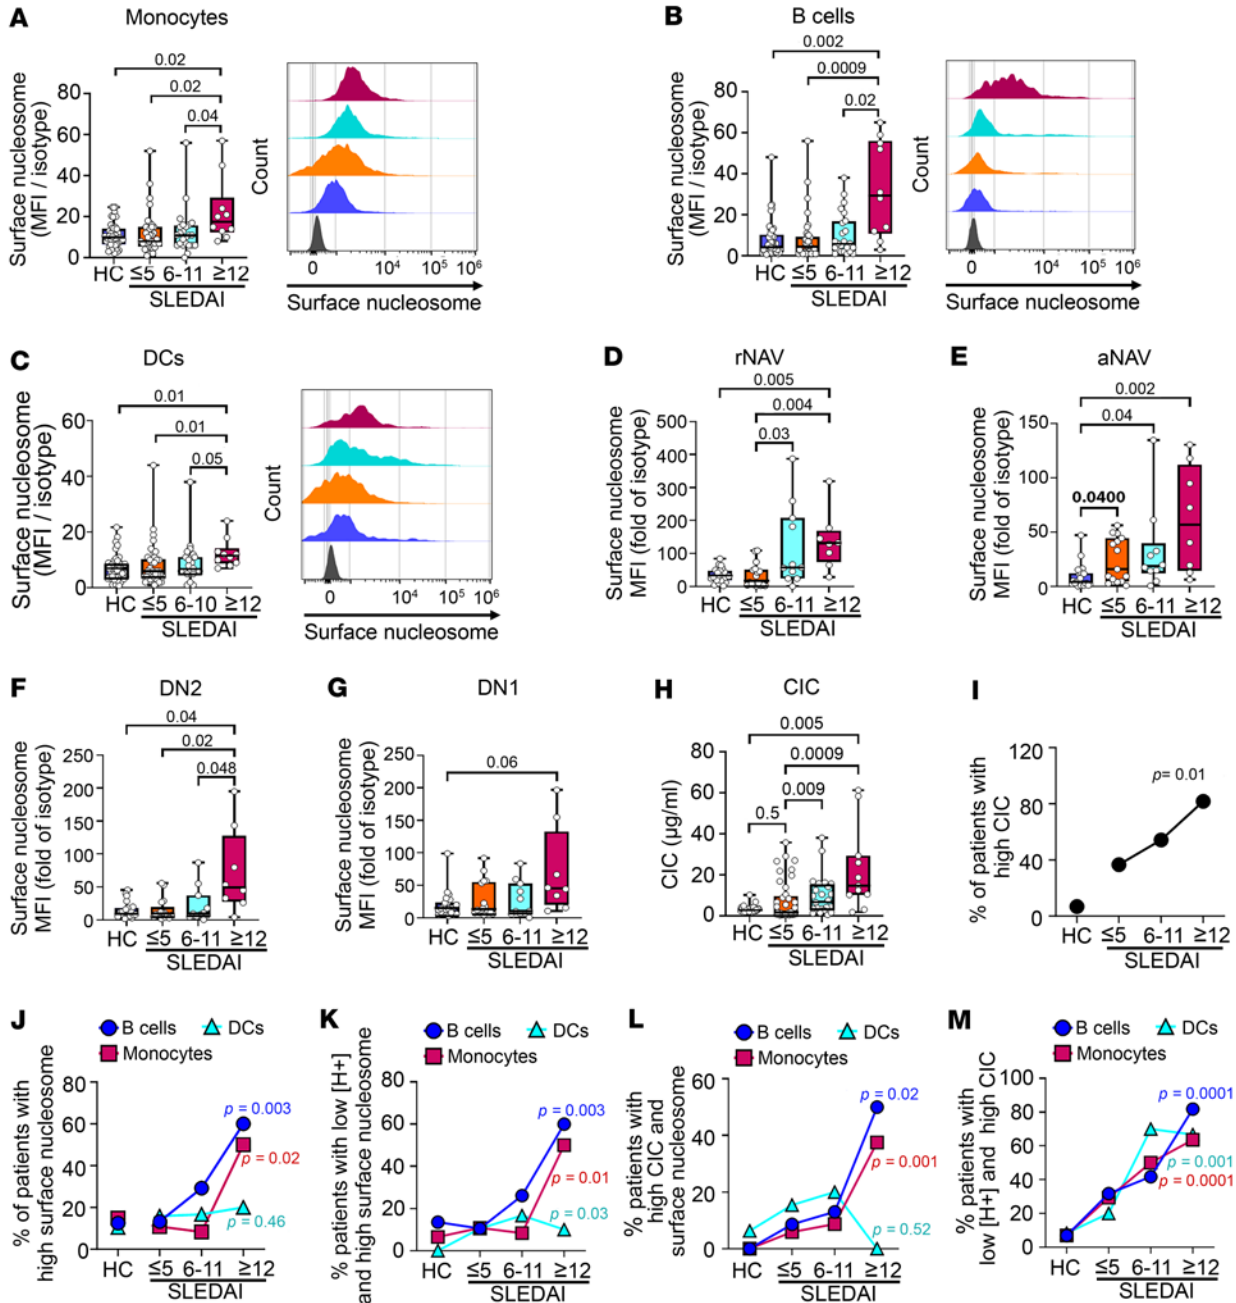 A
Monocytes
Surface nucleosome
(MFI / isotype)
80
60
40
20
0
0.02
0.02
0.04
HC ≤5 6-11 ≥12
SLEDAI
Count
0 10⁴ 10⁵ 10⁶
Surface nucleosome
B
B cells
Surface nucleosome
(MFI / isotype)
80
60
40
20
0
0.002
0.0009
0.02
HC ≤5 6-11 ≥12
SLEDAI
Count
0 10⁴ 10⁵ 10⁶
Surface nucleosome
C
DCs
Surface nucleosome
(MFI / isotype)
60
40
20
0
0.01
0.01
0.05
HC ≤5 6-10 ≥12
SLEDAI
Count
0 10⁴ 10⁵ 10⁶
Surface nucleosome
D
rNAV
Surface nucleosome
MFI (fold of isotype)
500
400
300
200
100
0
0.005
0.004
0.03
HC ≤5 6-11 ≥12
SLEDAI
E
aNAV
Surface nucleosome
MFI (fold of isotype)
150
100
50
0
0.002
0.04
0.0400
HC ≤5 6-11 ≥12
SLEDAI
F
DN2
Surface nucleosome
MFI (fold of isotype)
250
200
150
100
50
0
0.04
0.02
0.048
HC ≤5 6-11 ≥12
SLEDAI
G
DN1
Surface nucleosome
MFI (fold of isotype)
250
200
150
100
50
0
0.06
HC ≤5 6-11 ≥12
SLEDAI
H
CIC
CIC (μg/ml)
80
60
40
20
0
0.005
0.0009
0.009
0.5
HC ≤5 6-11 ≥12
SLEDAI
I
% of patients with
high CIC
120
80
40
0
p= 0.01
HC ≤5 6-11 ≥12
SLEDAI
J
B cells DCs
Monocytes
% of patients with
high surface nucleosome
80
60
40
20
0
p = 0.003
p = 0.02
p = 0.46
HC ≤5 6-11 ≥12
SLEDAI
K
B cells DCs
Monocytes
% patients with low [H+]
and high surface nucleosome
80
60
40
20
0
p = 0.003
p = 0.01
p = 0.03
HC ≤5 6-11 ≥12
SLEDAI
L
B cells DCs
Monocytes
% patients with
high CIC and
surface nucleosome
60
40
20
0
p = 0.02
p = 0.001
p = 0.52
HC ≤5 6-11 ≥12
SLEDAI
M
B cells DCs
Monocytes
% patients with
low [H+] and high CIC
100
80
60
40
20
0
p = 0.0001
p = 0.001
p = 0.0001
HC ≤5 6-11 ≥12
SLEDAI